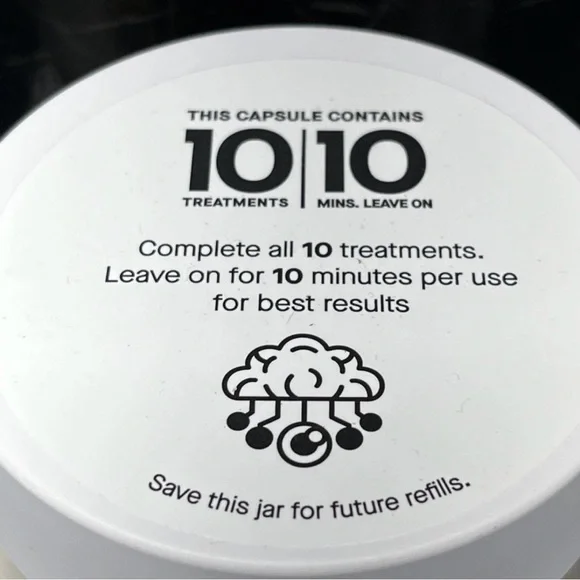 THIS CAPSULE CONTAINS
10 | 10
TREATMENTS | MINS. LEAVE ON
Complete all 10 treatments.
Leave on for 10 minutes per use
for best results
Save this jar for future refills.